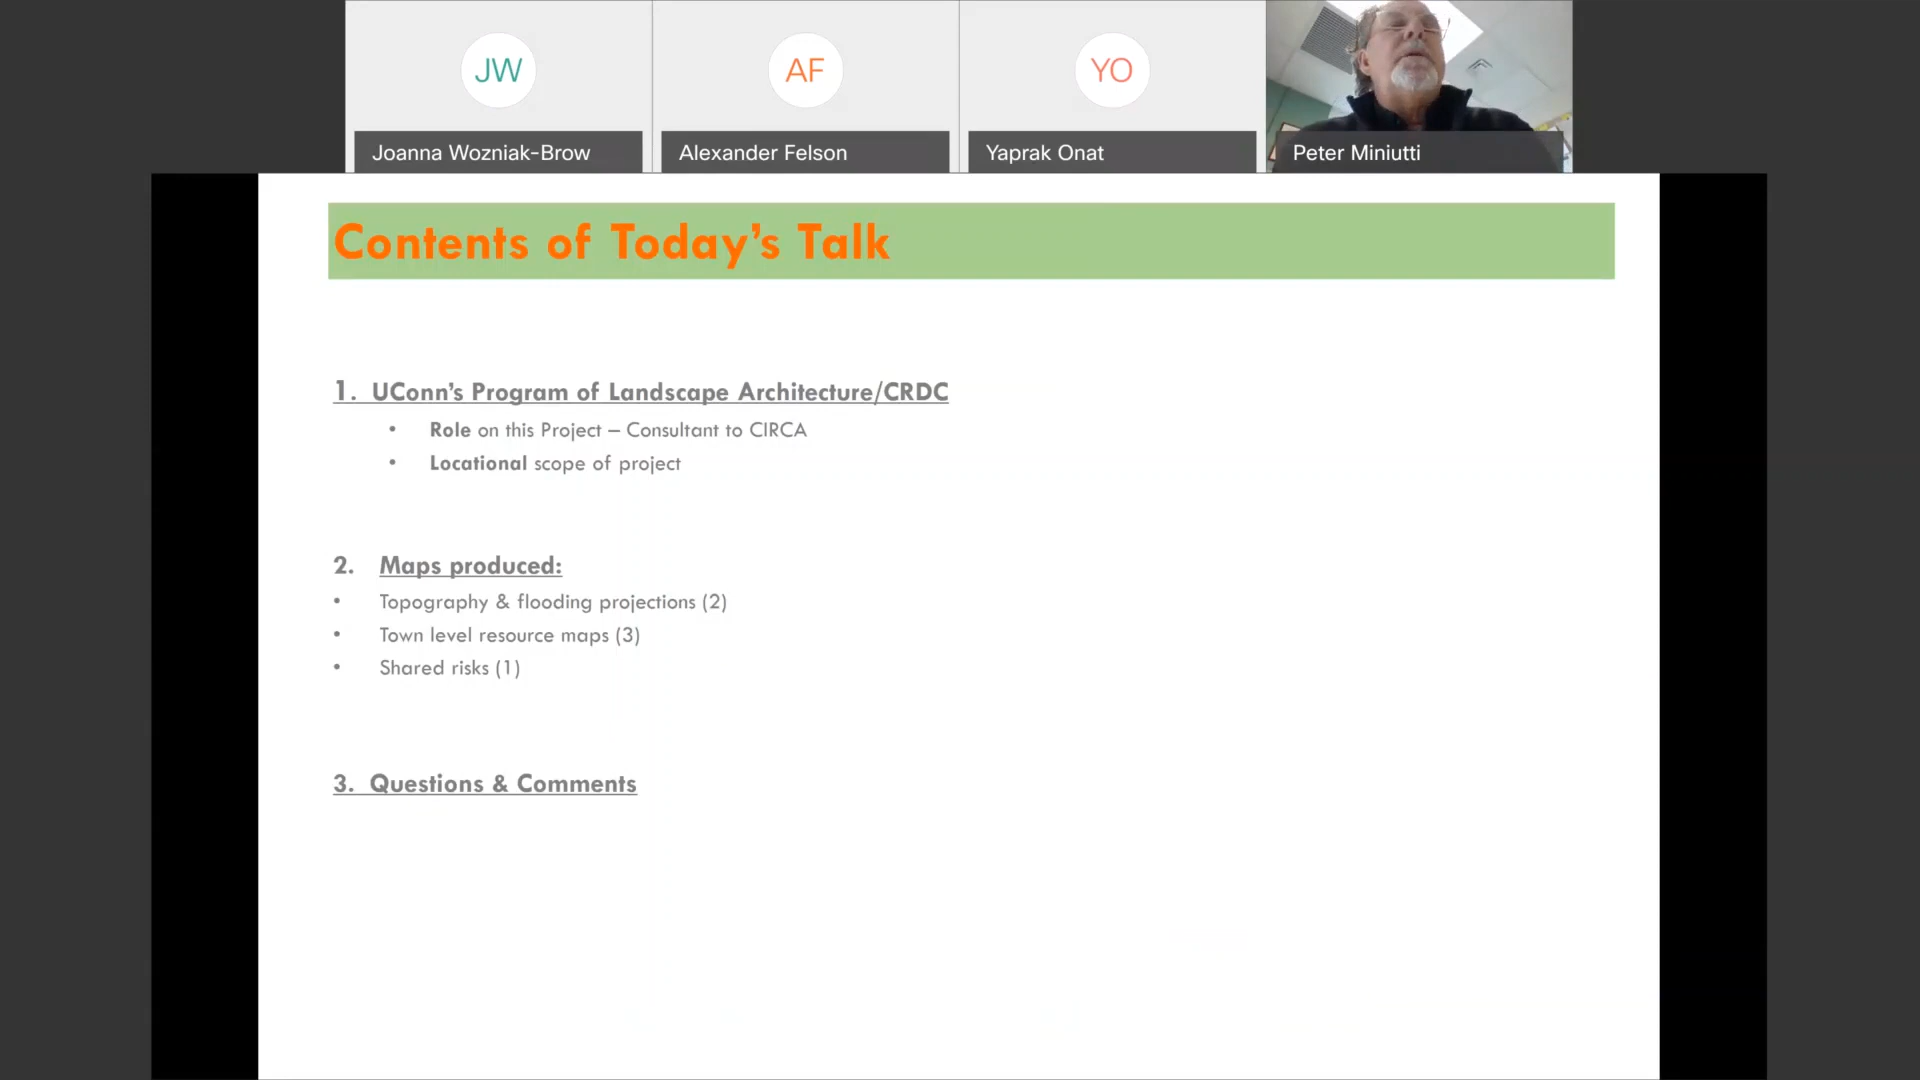 JW
AF
YO
Joanna Wozniak-Brow
Alexander Felson
Yaprak Onat
Peter Miniutti
Contents of Today’s Talk
1. UConn’s Program of Landscape Architecture/CRDC
• Role on this Project – Consultant to CIRCA
• Locational scope of project
2. Maps produced:
• Topography & flooding projections (2)
• Town level resource maps (3)
• Shared risks (1)
3. Questions & Comments